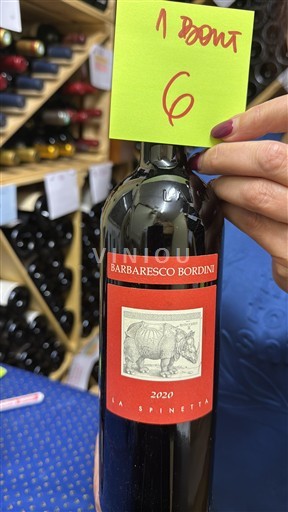 1 BOUT
6
VINIOU
BARBARESCO BORDINI
2020
LA SPINETTA